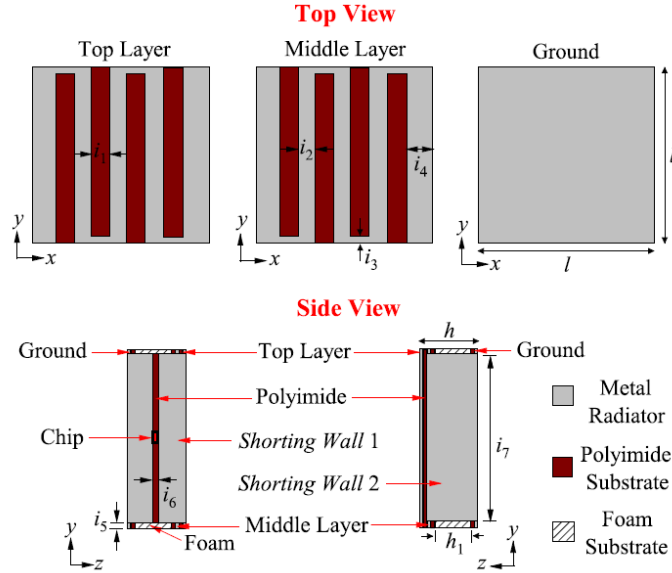 Top View
Top Layer
Middle Layer
Ground
i1
i2
i4
i3
l
l
y
x
y
x
y
x
Side View
Ground
Top Layer
h
Ground
Polyimide
Chip
Shorting Wall 1
i7
Shorting Wall 2
i6
i5
Middle Layer
Foam
h1
y
z
y
z
Metal
Radiator
Polyimide
Substrate
Foam
Substrate